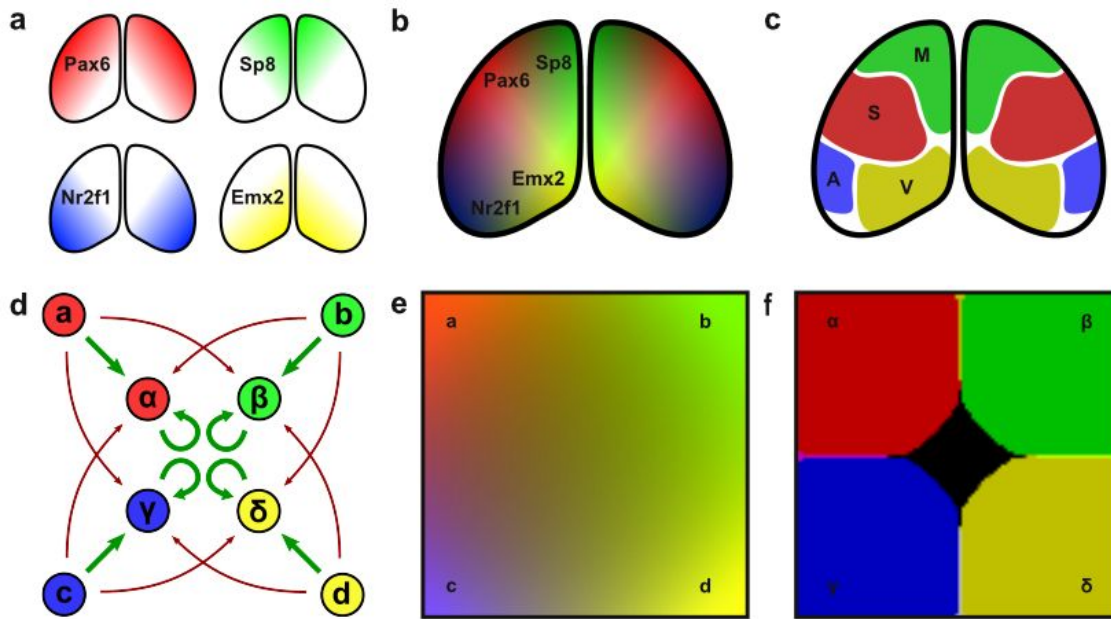 a
Pax6
Sp8
Nr2f1
Emx2
b
Sp8
Pax6
Emx2
Nr2f1
c
M
S
A
V
d
a
b
α
β
γ
δ
c
d
e
a
b
c
d
f
α
β
γ
δ